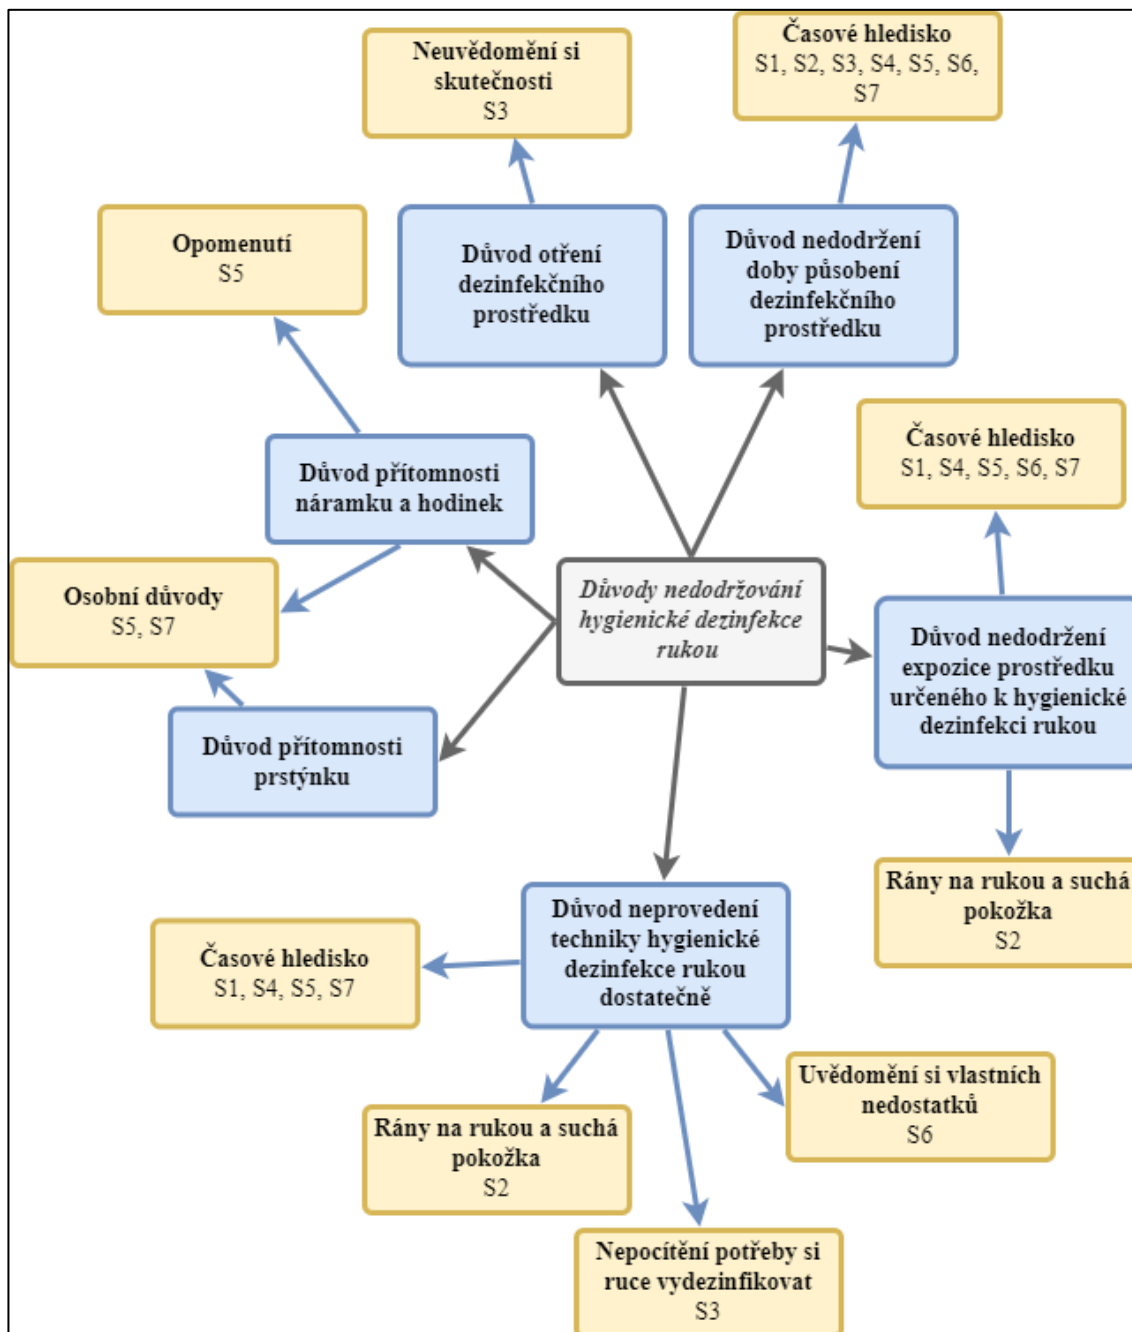 Neuvědomění si
skutečnosti
S3
Časové hledisko
S1, S2, S3, S4, S5, S6,
S7
Opomenutí
S5
Důvod otření
dezinfekčního
prostředku
Důvod nedodržení
doby působení
dezinfekčního
prostředku
Časové hledisko
S1, S4, S5, S6, S7
Důvod přítomnosti
náramku a hodinek
Osobní důvody
S5, S7
Důvody nedodržování
hygienické dezinfekce
rukou
Důvod nedodržení
expozice prostředku
určeného k hygienické
dezinfekci rukou
Důvod přítomnosti
prstýnku
Rány na rukou a suchá
pokožka
S2
Důvod neprovedení
techniky hygienické
dezinfekce rukou
dostatečně
Časové hledisko
S1, S4, S5, S7
Uvědomění si vlastních
nedostatků
S6
Rány na rukou a suchá
pokožka
S2
Nepocítění potřeby si
ruce vydezinfikovat
S3